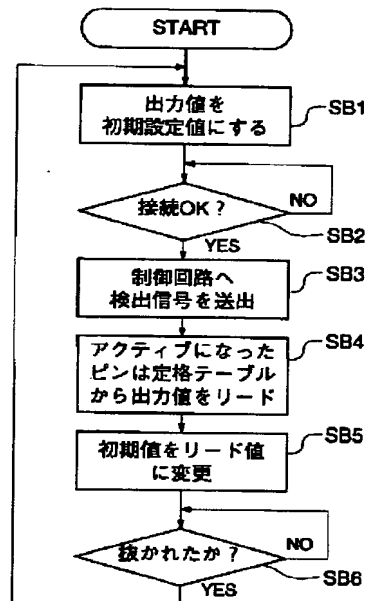 START
出力値を
初期設定値にする
SB1
接続OK?
NO
SB2
YES
制御回路へ
検出信号を送出
SB3
アクティブになった
ピンは定格テーブル
から出力値をリード
SB4
初期値をリード値
に変更
SB5
抜かれたか?
NO
SB6
YES